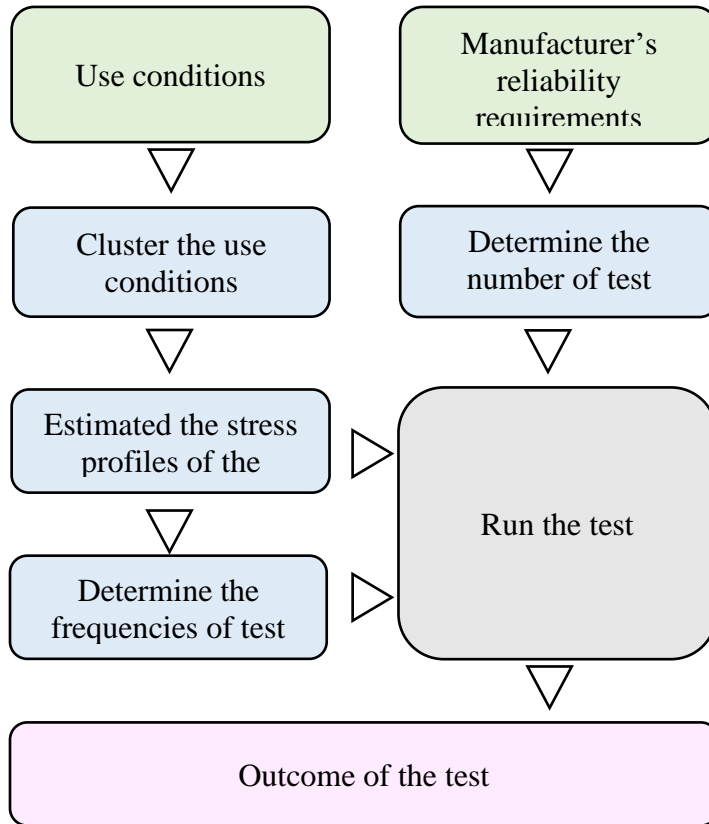 Use conditions
Manufacturer’s
reliability
requirements
Cluster the use
conditions
Determine the
number of test
Estimated the stress
profiles of the
Run the test
Determine the
frequencies of test
Outcome of the test